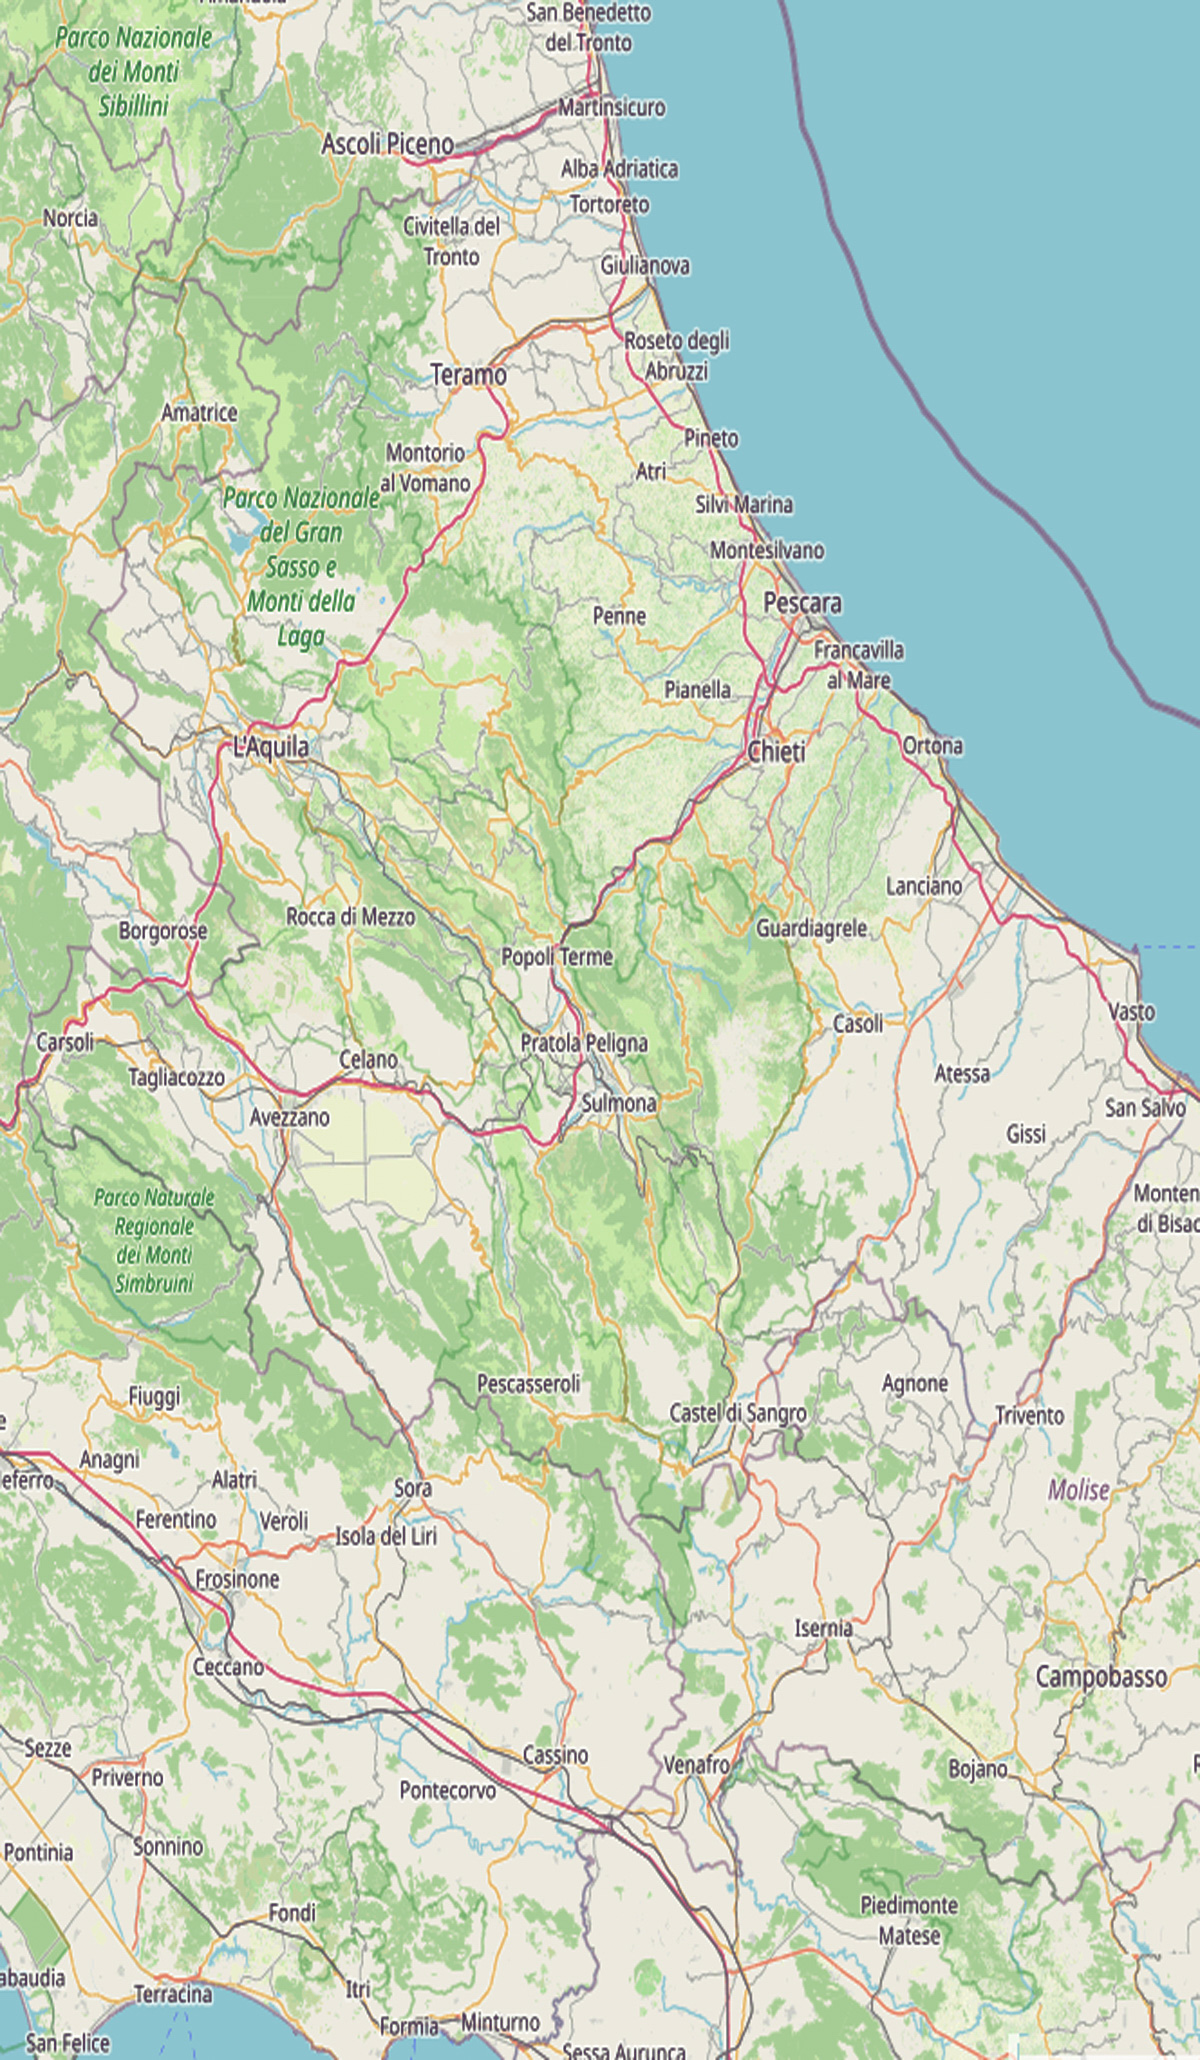 San Benedetto
del Tronto
Parco Nazionale
dei Monti
Sibillini
Martinsicuro
Ascoli Piceno
Alba Adriatica
Tortoreto
Norcia
Civitella del
Tronto
Giulianova
Roseto degli
Abruzzi
Teramo
Amatrice
Pineto
Montorio
al Vomano
Atri
Parco Nazionale
del Gran
Sasso e
Monti della
Laga
Silvi Marina
Montesilvano
Pescara
Penne
Francavilla
al Mare
Pianella
L'Aquila
Chieti
Ortona
Lanciano
Rocca di Mezzo
Borgorose
Guardiagrele
Popoli Terme
Vasto
Casoli
Carsoli
Pratola Peligna
Celano
Tagliacozzo
Atessa
Sulmona
San Salvo
Avezzano
Gissi
Parco Naturale
Regionale
dei Monti
Simbruini
Monten
di Bisac
Pescasseroli
Agnone
Fiuggi
Castel di Sangro
Trivento
e
Anagni
leferro
Alatri
Sora
Molise
Ferentino
Veroli
Isola del Liri
Frosinone
Isernia
Ceccano
Campobasso
Sezze
Cassino
Venafro
Bojano
Priverno
Pontecorvo
Sonnino
Pontinia
Piedimonte
Matese
Fondi
abaudia
Terracina
Itri
Formia
Minturno
San Felice
Sessa Aurunca